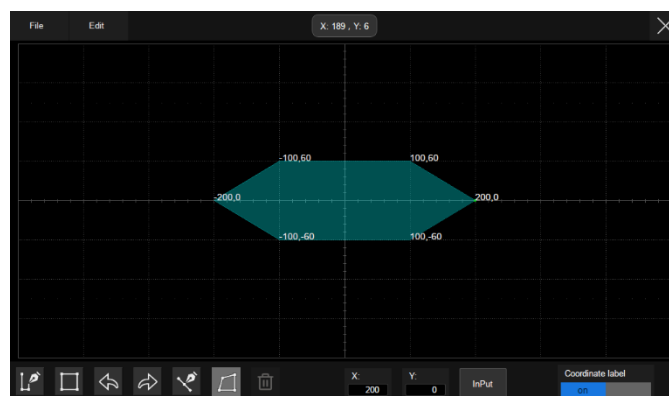 File Edit X: 189 , Y: 6
-100,60 100,60
-200,0 200,0
-100,-60 100,-60
X: Y: Coordinate label
200 0 InPut on